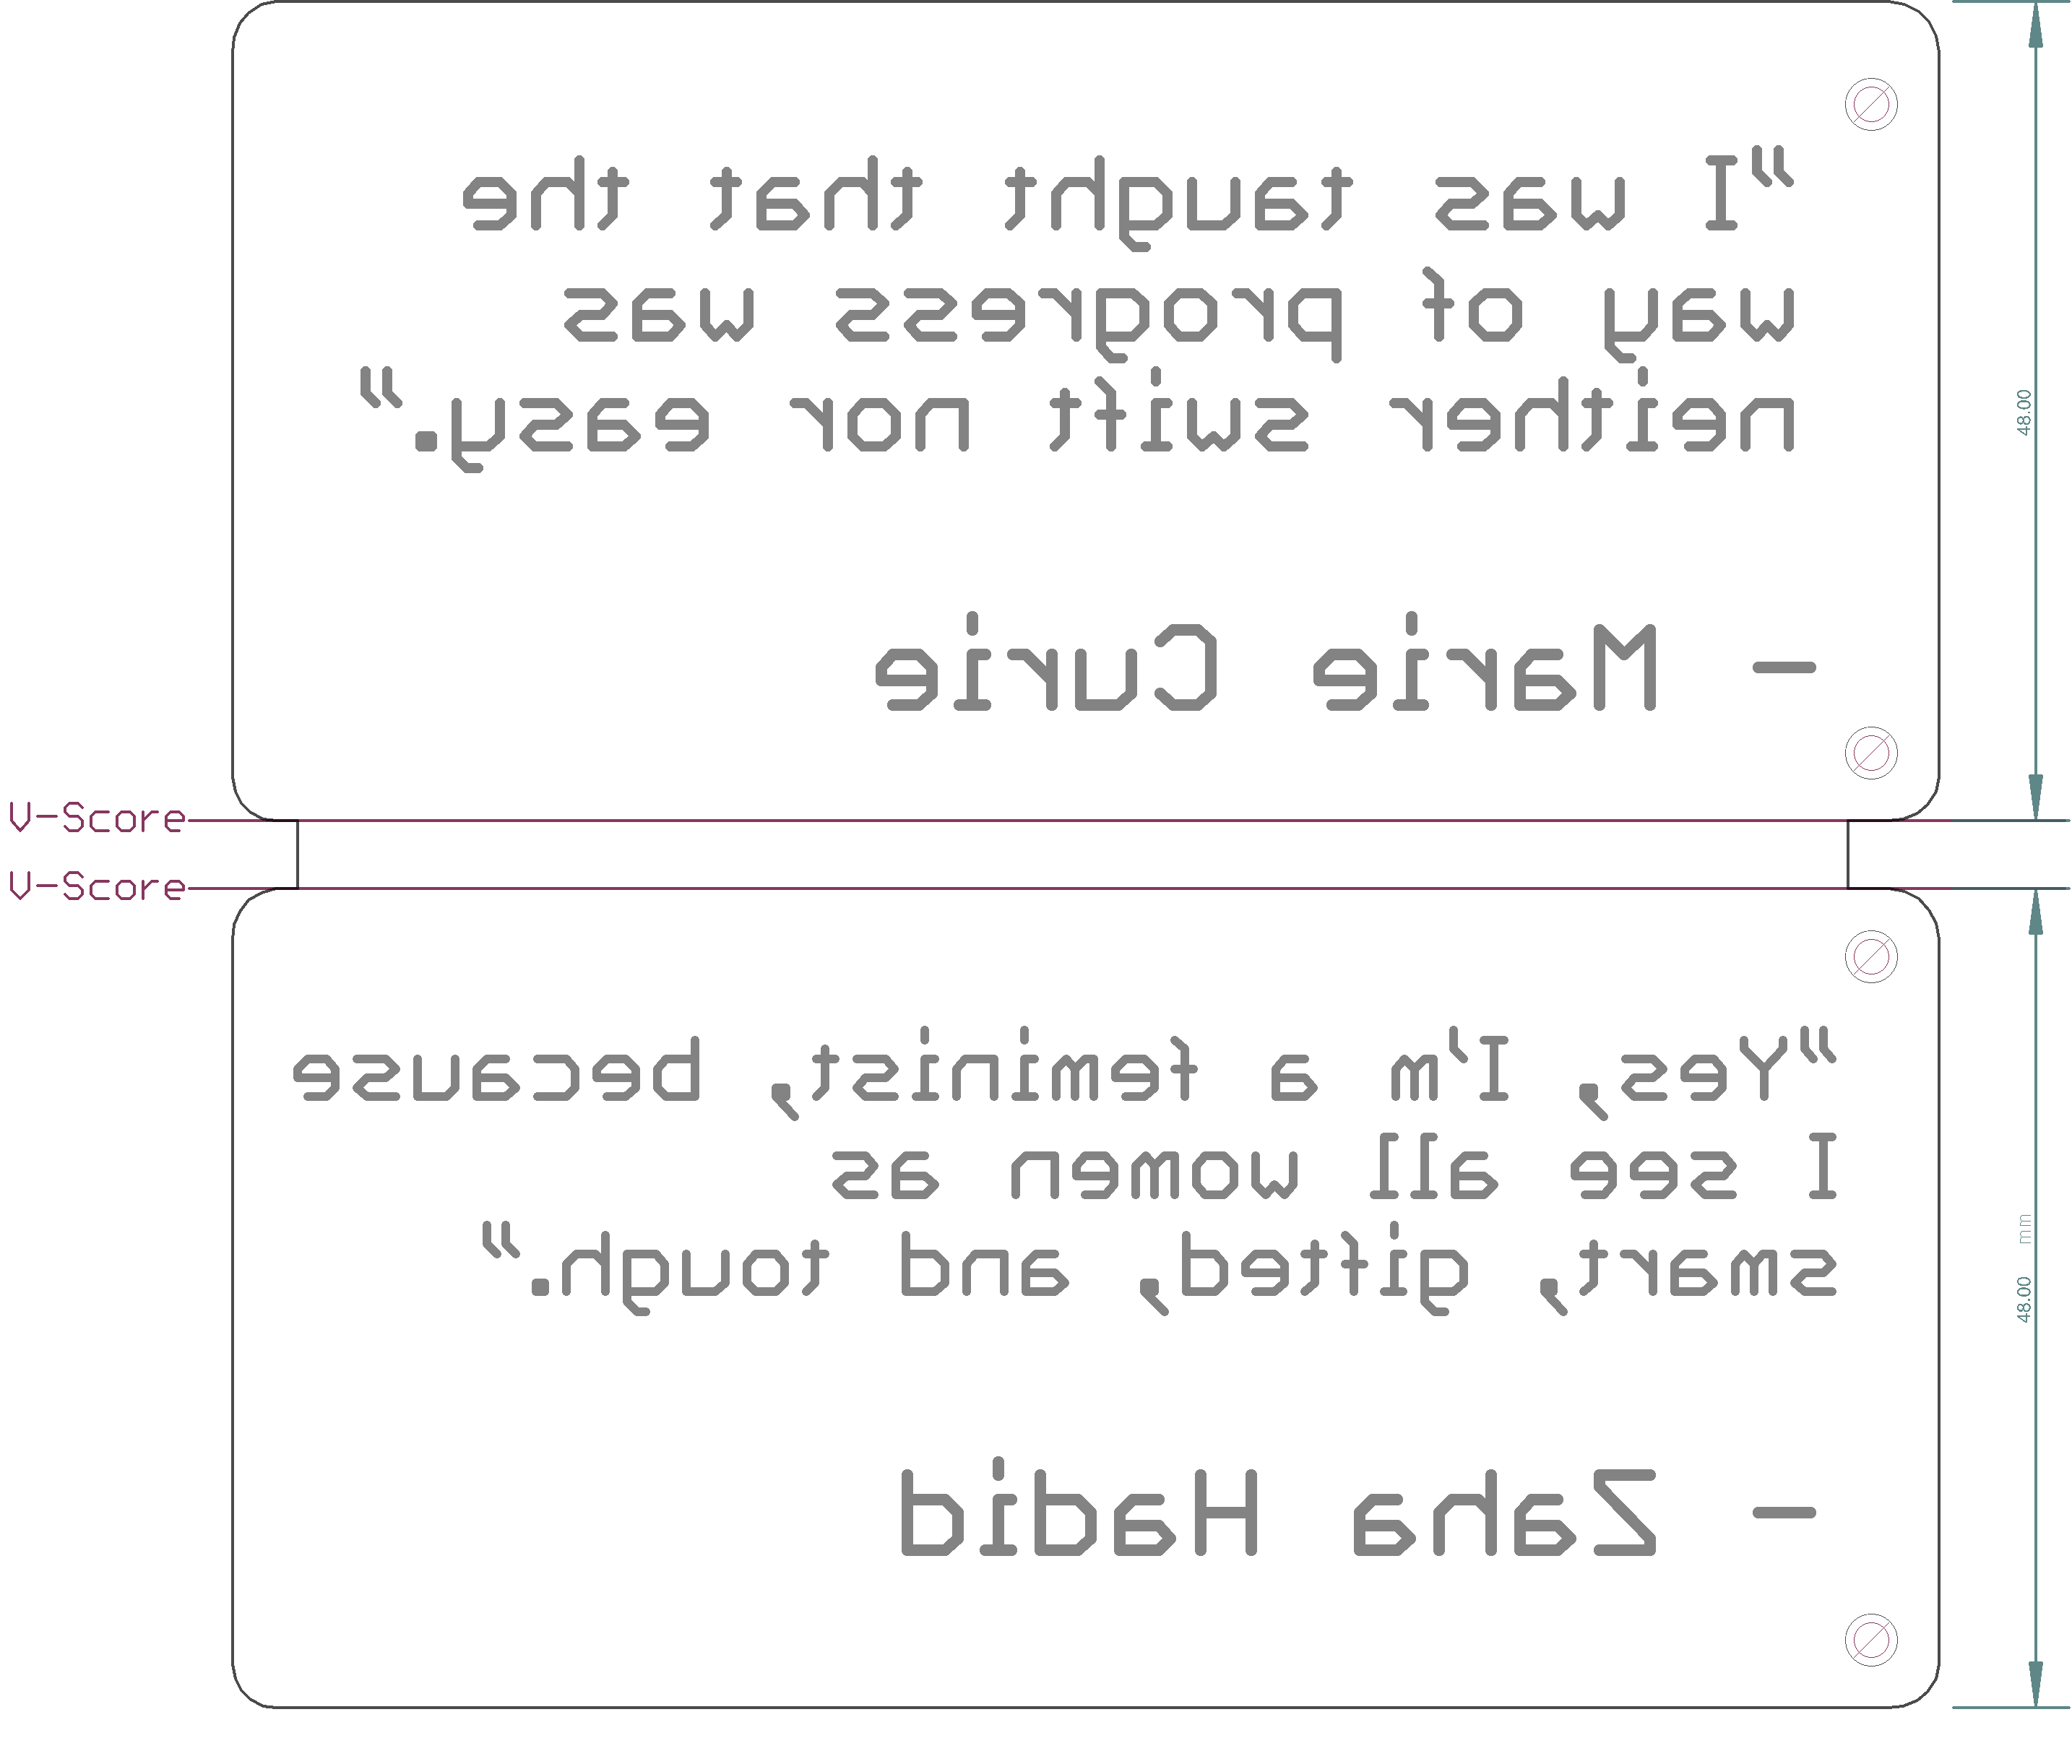 "I was taught that the
way of progress was
neither swift nor easy."
- Marie Curie
48.00
V-Score
V-Score
"Yes, I'm a feminist, because
I see all women as
smart, gifted, and tough."
- Zaha Hadid
48.00 mm